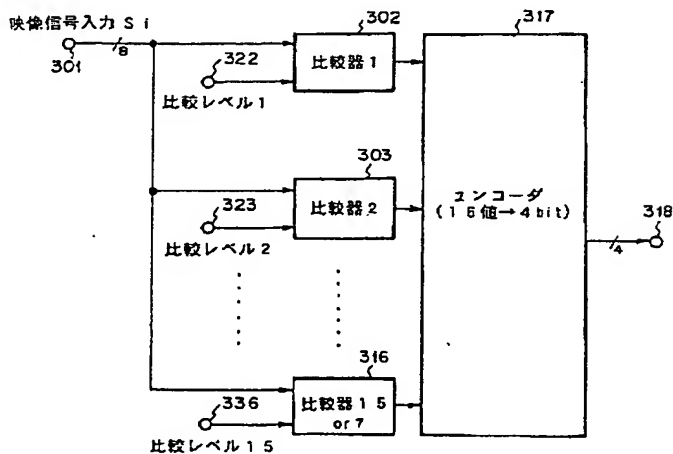 映像信号入力 Si
301
8
302
比較器1
322
比較レベル1
303
比較器2
323
比較レベル2
316
比較器15
or 7
336
比較レベル15
317
エンコーダ
(16値→4bit)
4
318